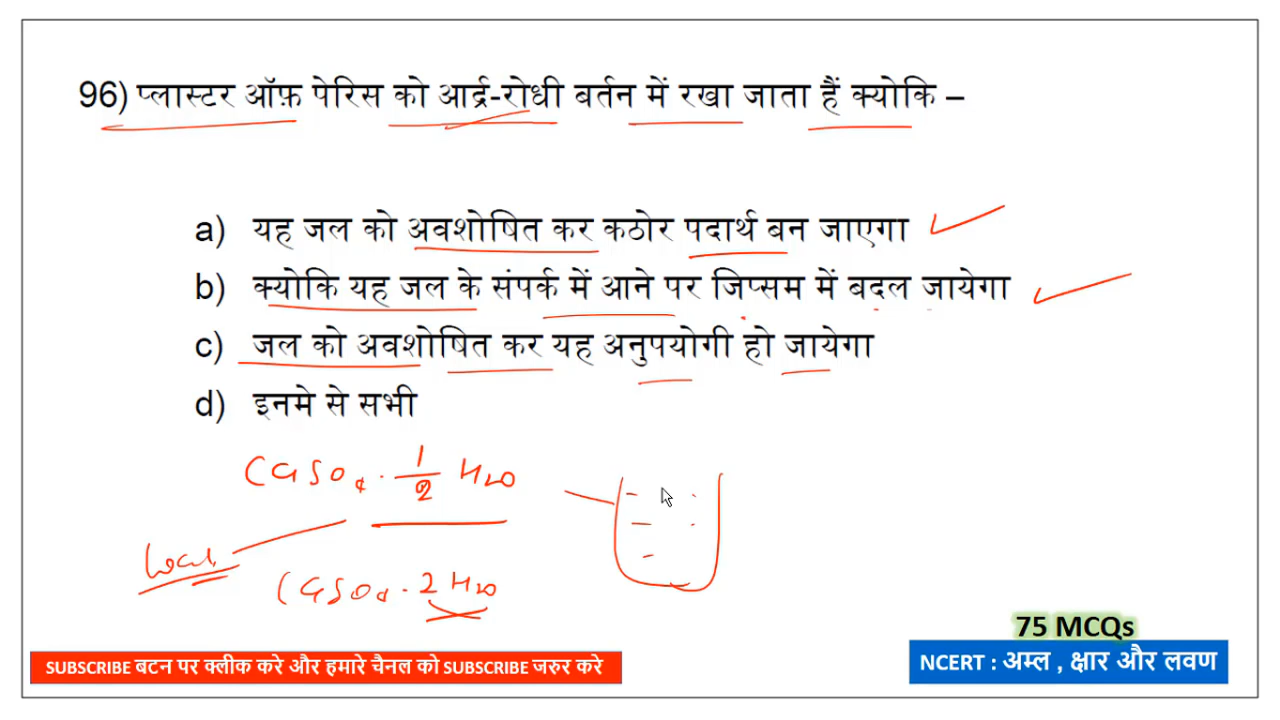 96) प्लास्टर ऑफ़ पेरिस को आर्द्र-रोधी बर्तन में रखा जाता हैं क्योकि –
a) यह जल को अवशोषित कर कठोर पदार्थ बन जाएगा
b) क्योकि यह जल के संपर्क में आने पर जिप्सम में बदल जायेगा
c) जल को अवशोषित कर यह अनुपयोगी हो जायेगा
d) इनमे से सभी
CaSO₄ · 1/2 H₂O
CaSO₄ · 2H₂O
75 MCQs
SUBSCRIBE बटन पर क्लीक करे और हमारे चैनल को SUBSCRIBE जरुर करे
NCERT : अम्ल , क्षार और लवण